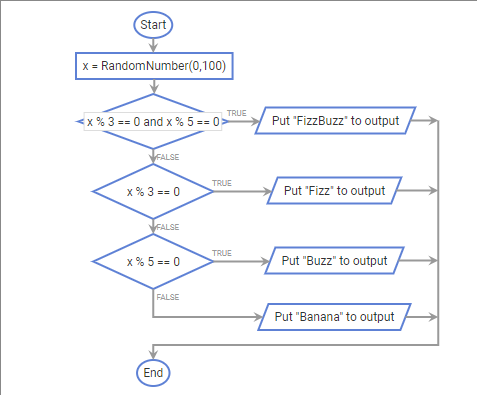 Start
x = RandomNumber(0,100)
x % 3 == 0 and x % 5 == 0
TRUE
Put "FizzBuzz" to output
FALSE
x % 3 == 0
TRUE
Put "Fizz" to output
FALSE
x % 5 == 0
TRUE
Put "Buzz" to output
FALSE
Put "Banana" to output
End